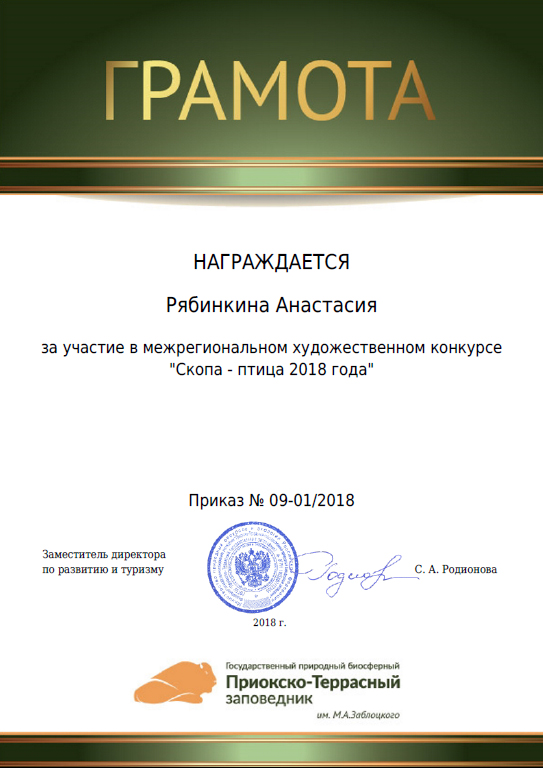 ГРАМОТА
НАГРАЖДАЕТСЯ
Рябинкина Анастасия
за участие в межрегиональном художественном конкурсе
"Скопа - птица 2018 года"
Приказ № 09-01/2018
Заместитель директора
по развитию и туризму
С. А. Родионова
2018 г.
Государственный природный биосферный
Приокско-Террасный
заповедник
им. М.А.Заблоцкого